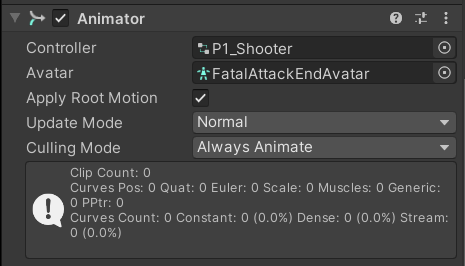 Animator
Controller P1_Shooter
Avatar FatalAttackEndAvatar
Apply Root Motion
Update Mode Normal
Culling Mode Always Animate
Clip Count: 0
Curves Pos: 0 Quat: 0 Euler: 0 Scale: 0 Muscles: 0 Generic:
0 PPtr: 0
Curves Count: 0 Constant: 0 (0.0%) Dense: 0 (0.0%) Stream:
0 (0.0%)